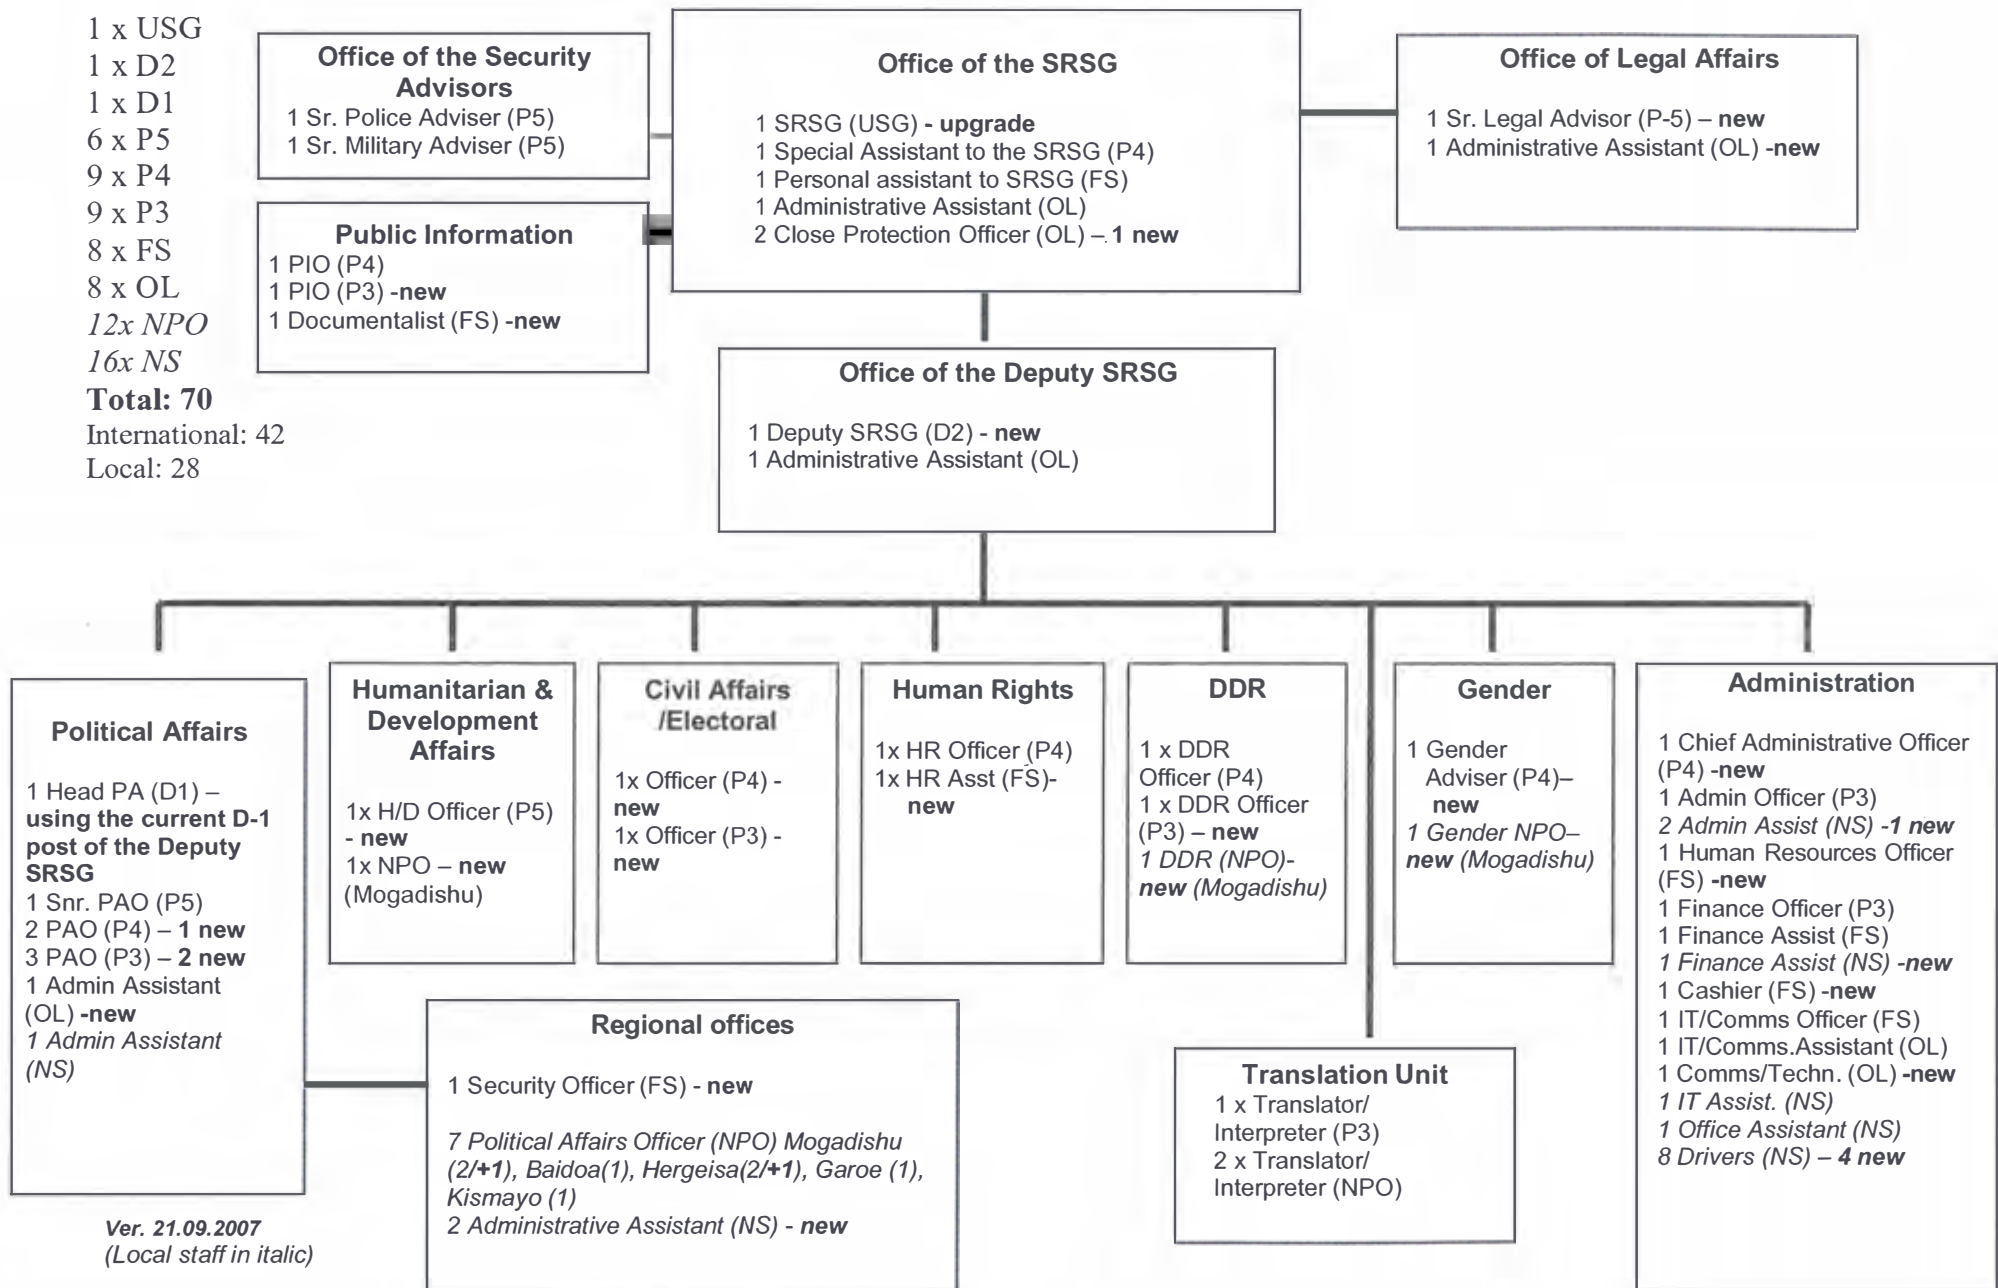 1 x USG
1 x D2
1 x D1
6 x P5
9 x P4
9 x P3
8 x FS
8 x OL
12x NPO
16x NS
Total: 70
International: 42
Local: 28
Office of the Security
Advisors
1 Sr. Police Adviser (P5)
1 Sr. Military Adviser (P5)
Public Information
1 PIO (P4)
1 PIO (P3) -new
1 Documentalist (FS) -new
Office of the SRSG
1 SRSG (USG) - upgrade
1 Special Assistant to the SRSG (P4)
1 Personal assistant to SRSG (FS)
1 Administrative Assistant (OL)
2 Close Protection Officer (OL) – 1 new
Office of Legal Affairs
1 Sr. Legal Advisor (P-5) – new
1 Administrative Assistant (OL) -new
Office of the Deputy SRSG
1 Deputy SRSG (D2) - new
1 Administrative Assistant (OL)
Political Affairs
1 Head PA (D1) –
using the current D-1
post of the Deputy
SRSG
1 Snr. PAO (P5)
2 PAO (P4) – 1 new
3 PAO (P3) – 2 new
1 Admin Assistant
(OL) -new
1 Admin Assistant
(NS)
Humanitarian &
Development
Affairs
1x H/D Officer (P5)
- new
1x NPO – new
(Mogadishu)
Civil Affairs
/Electoral
1x Officer (P4) -
new
1x Officer (P3) -
new
Human Rights
1x HR Officer (P4)
1x HR Asst (FS)-
new
DDR
1 x DDR
Officer (P4)
1 x DDR Officer
(P3) – new
1 DDR (NPO)-
new (Mogadishu)
Gender
1 Gender
Adviser (P4)–
new
1 Gender NPO–
new (Mogadishu)
Administration
1 Chief Administrative Officer
(P4) -new
1 Admin Officer (P3)
2 Admin Assist (NS) -1 new
1 Human Resources Officer
(FS) -new
1 Finance Officer (P3)
1 Finance Assist (FS)
1 Finance Assist (NS) -new
1 Cashier (FS) -new
1 IT/Comms Officer (FS)
1 IT/Comms.Assistant (OL)
1 Comms/Techn. (OL) -new
1 IT Assist. (NS)
1 Office Assistant (NS)
8 Drivers (NS) – 4 new
Regional offices
1 Security Officer (FS) - new
7 Political Affairs Officer (NPO) Mogadishu
(2/+1), Baidoa(1), Hergeisa(2/+1), Garoe (1),
Kismayo (1)
2 Administrative Assistant (NS) - new
Translation Unit
1 x Translator/
Interpreter (P3)
2 x Translator/
Interpreter (NPO)
Ver. 21.09.2007
(Local staff in italic)